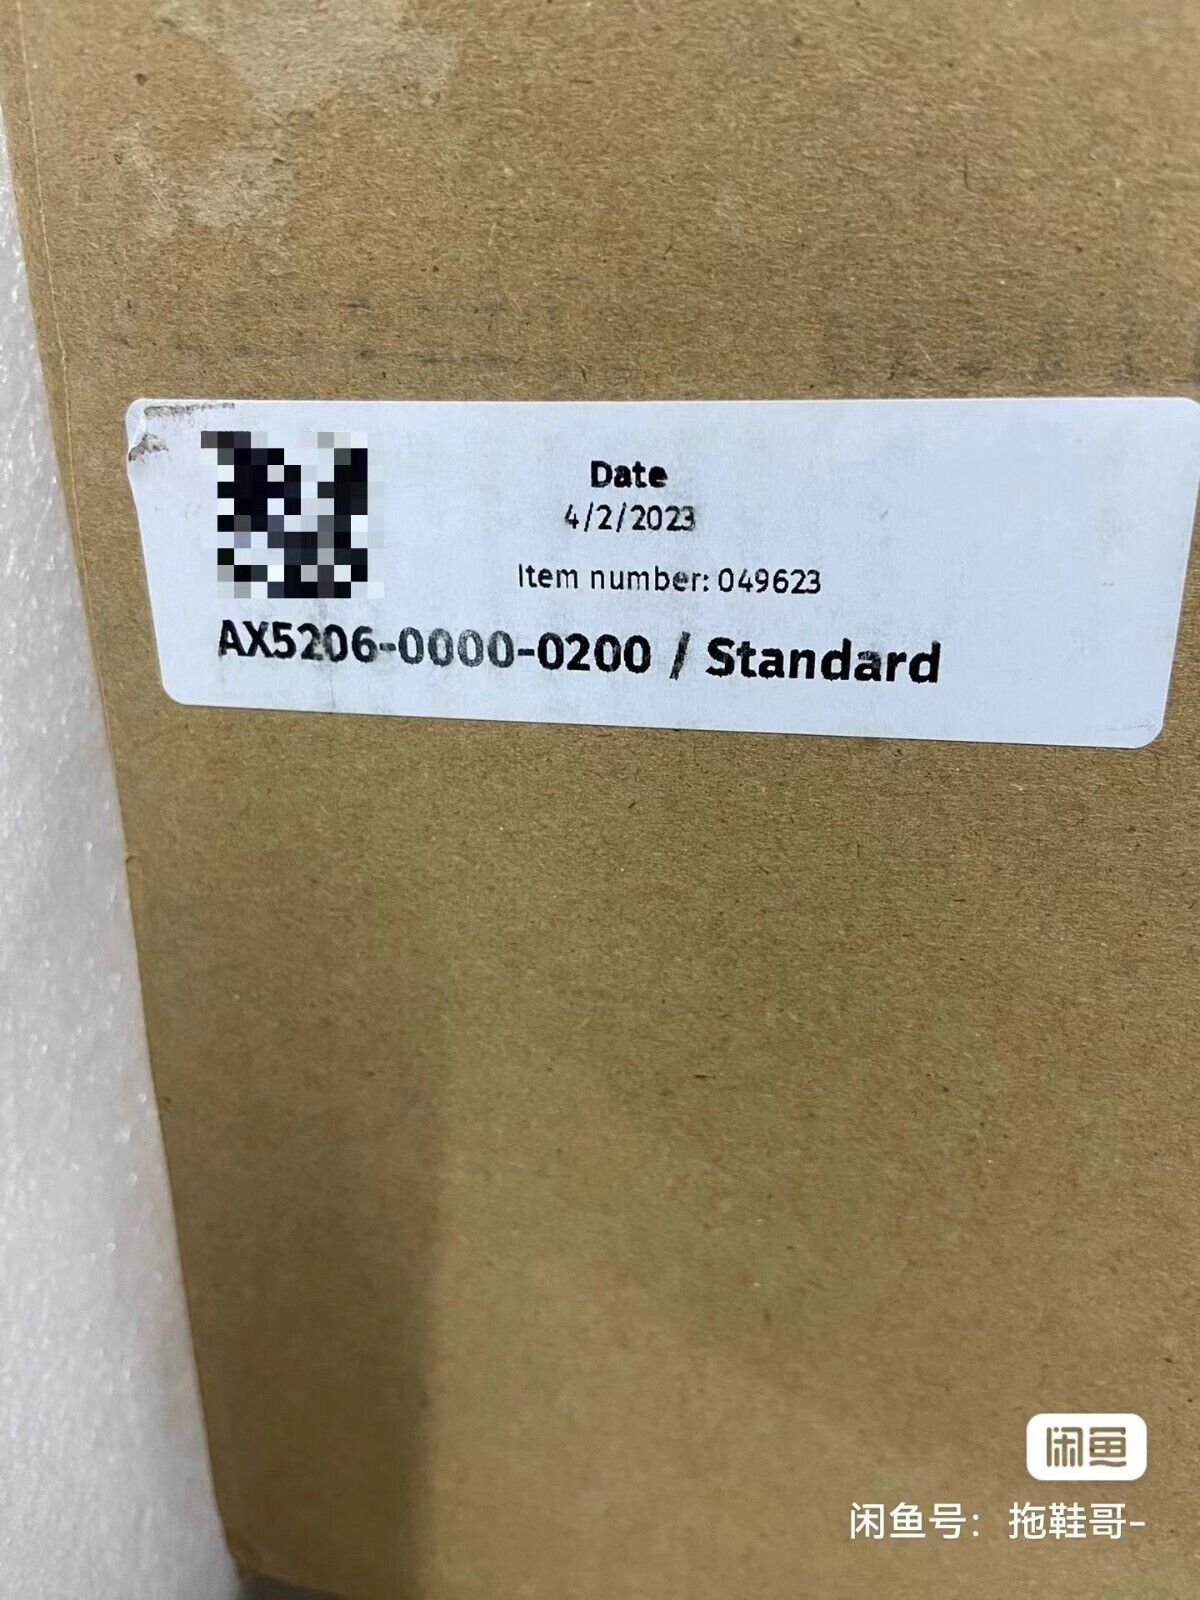 Date
4/2/2023
Item number: 049623
AX5206-0000-0200 / Standard
闲鱼
闲鱼号：拖鞋哥-